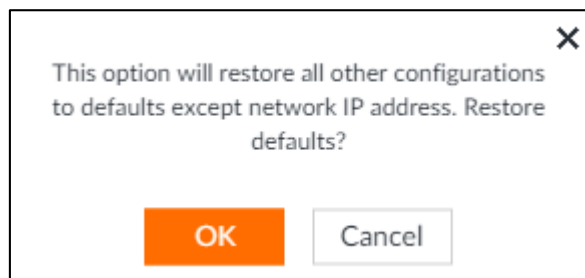 This option will restore all other configurations
to defaults except network IP address. Restore
defaults?
OK
Cancel